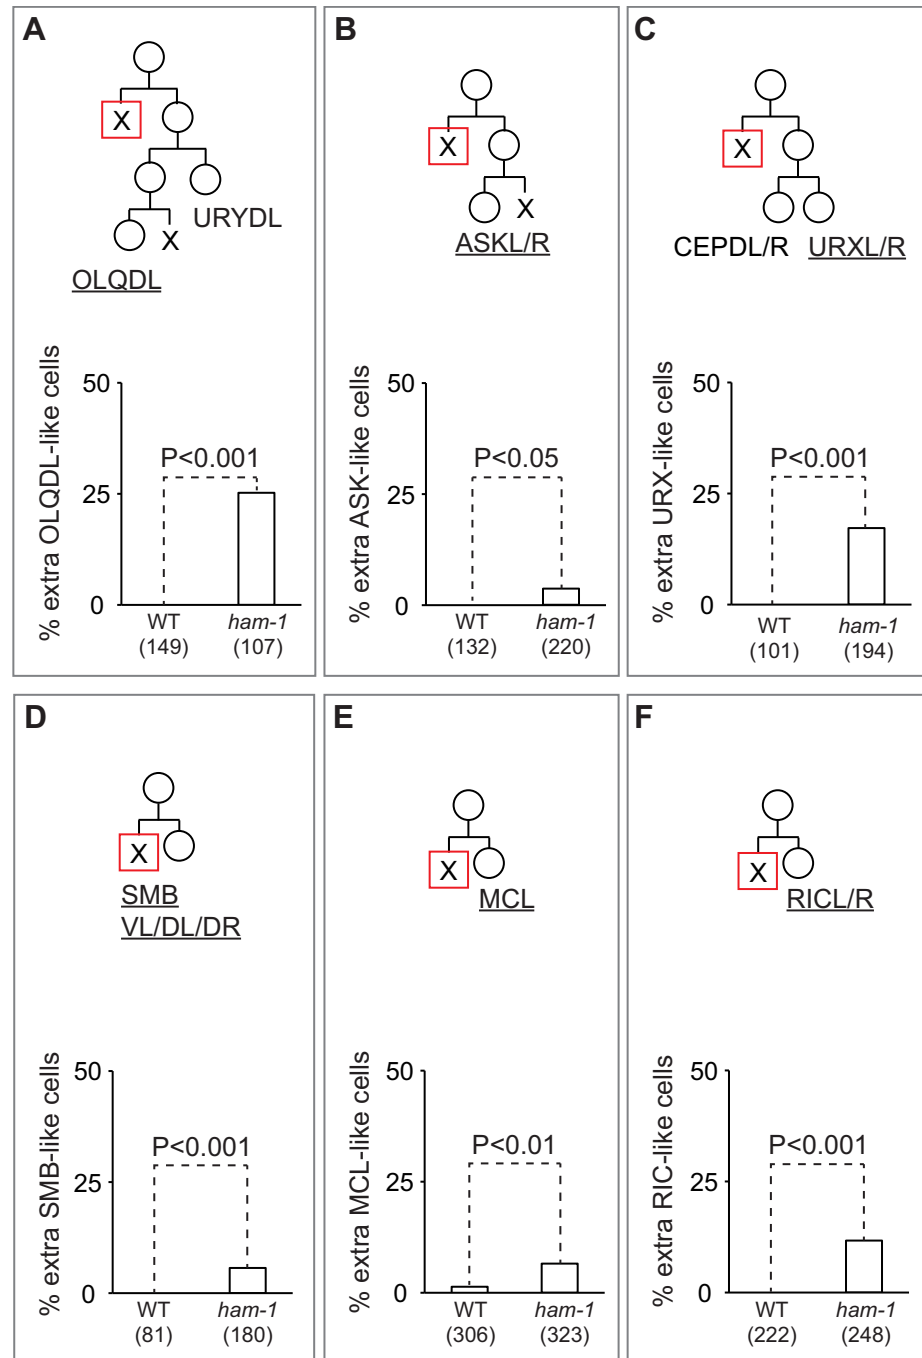 A
X
URYDL
X
OLQDL
% extra OLQDL-like cells
50
25
0
P<0.001
WT
(149)
ham-1
(107)
B
X
X
ASKL/R
% extra ASK-like cells
50
25
0
P<0.05
WT
(132)
ham-1
(220)
C
X
CEPDL/R
URXL/R
% extra URX-like cells
50
25
0
P<0.001
WT
(101)
ham-1
(194)
D
X
SMB
VL/DL/DR
% extra SMB-like cells
50
25
0
P<0.001
WT
(81)
ham-1
(180)
E
X
MCL
% extra MCL-like cells
50
25
0
P<0.01
WT
(306)
ham-1
(323)
F
X
RICL/R
% extra RIC-like cells
50
25
0
P<0.001
WT
(222)
ham-1
(248)